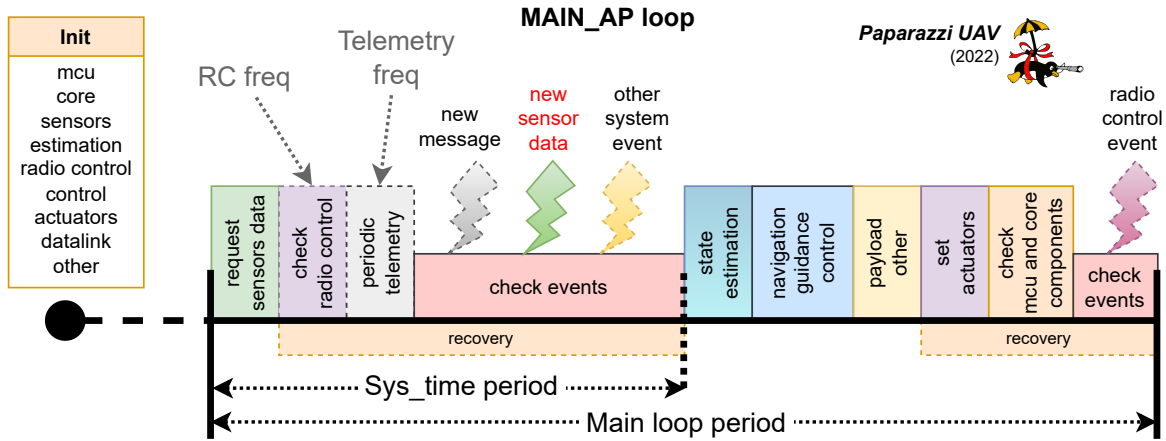 MAIN_AP loop
Paparazzi UAV
(2022)
Init
mcu
core
sensors
estimation
radio control
control
actuators
datalink
other
RC freq
Telemetry
freq
new
message
new
sensor
data
other
system
event
radio
control
event
request
sensors data
check
radio control
periodic
telemetry
check events
state
estimation
navigation
guidance
control
payload
other
set
actuators
check
mcu and core
components
check
events
recovery
recovery
Sys_time period
Main loop period